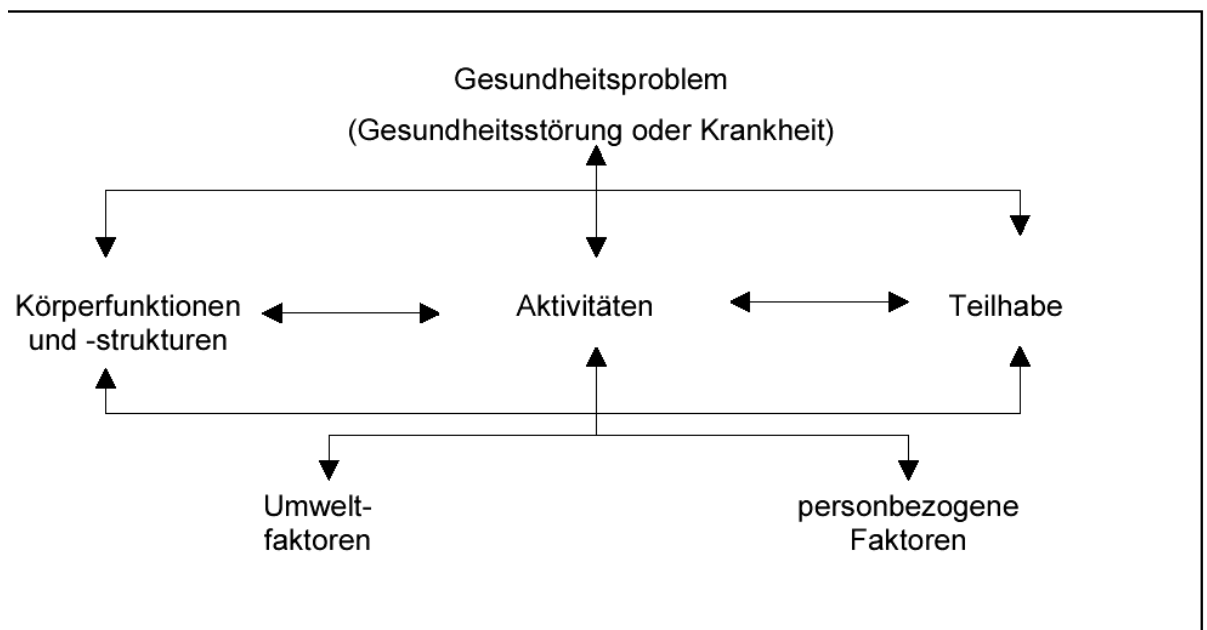 Gesundheitsproblem
(Gesundheitsstörung oder Krankheit)
Körperfunktionen
und -strukturen
Aktivitäten
Teilhabe
Umwelt-
faktoren
personbezogene
Faktoren